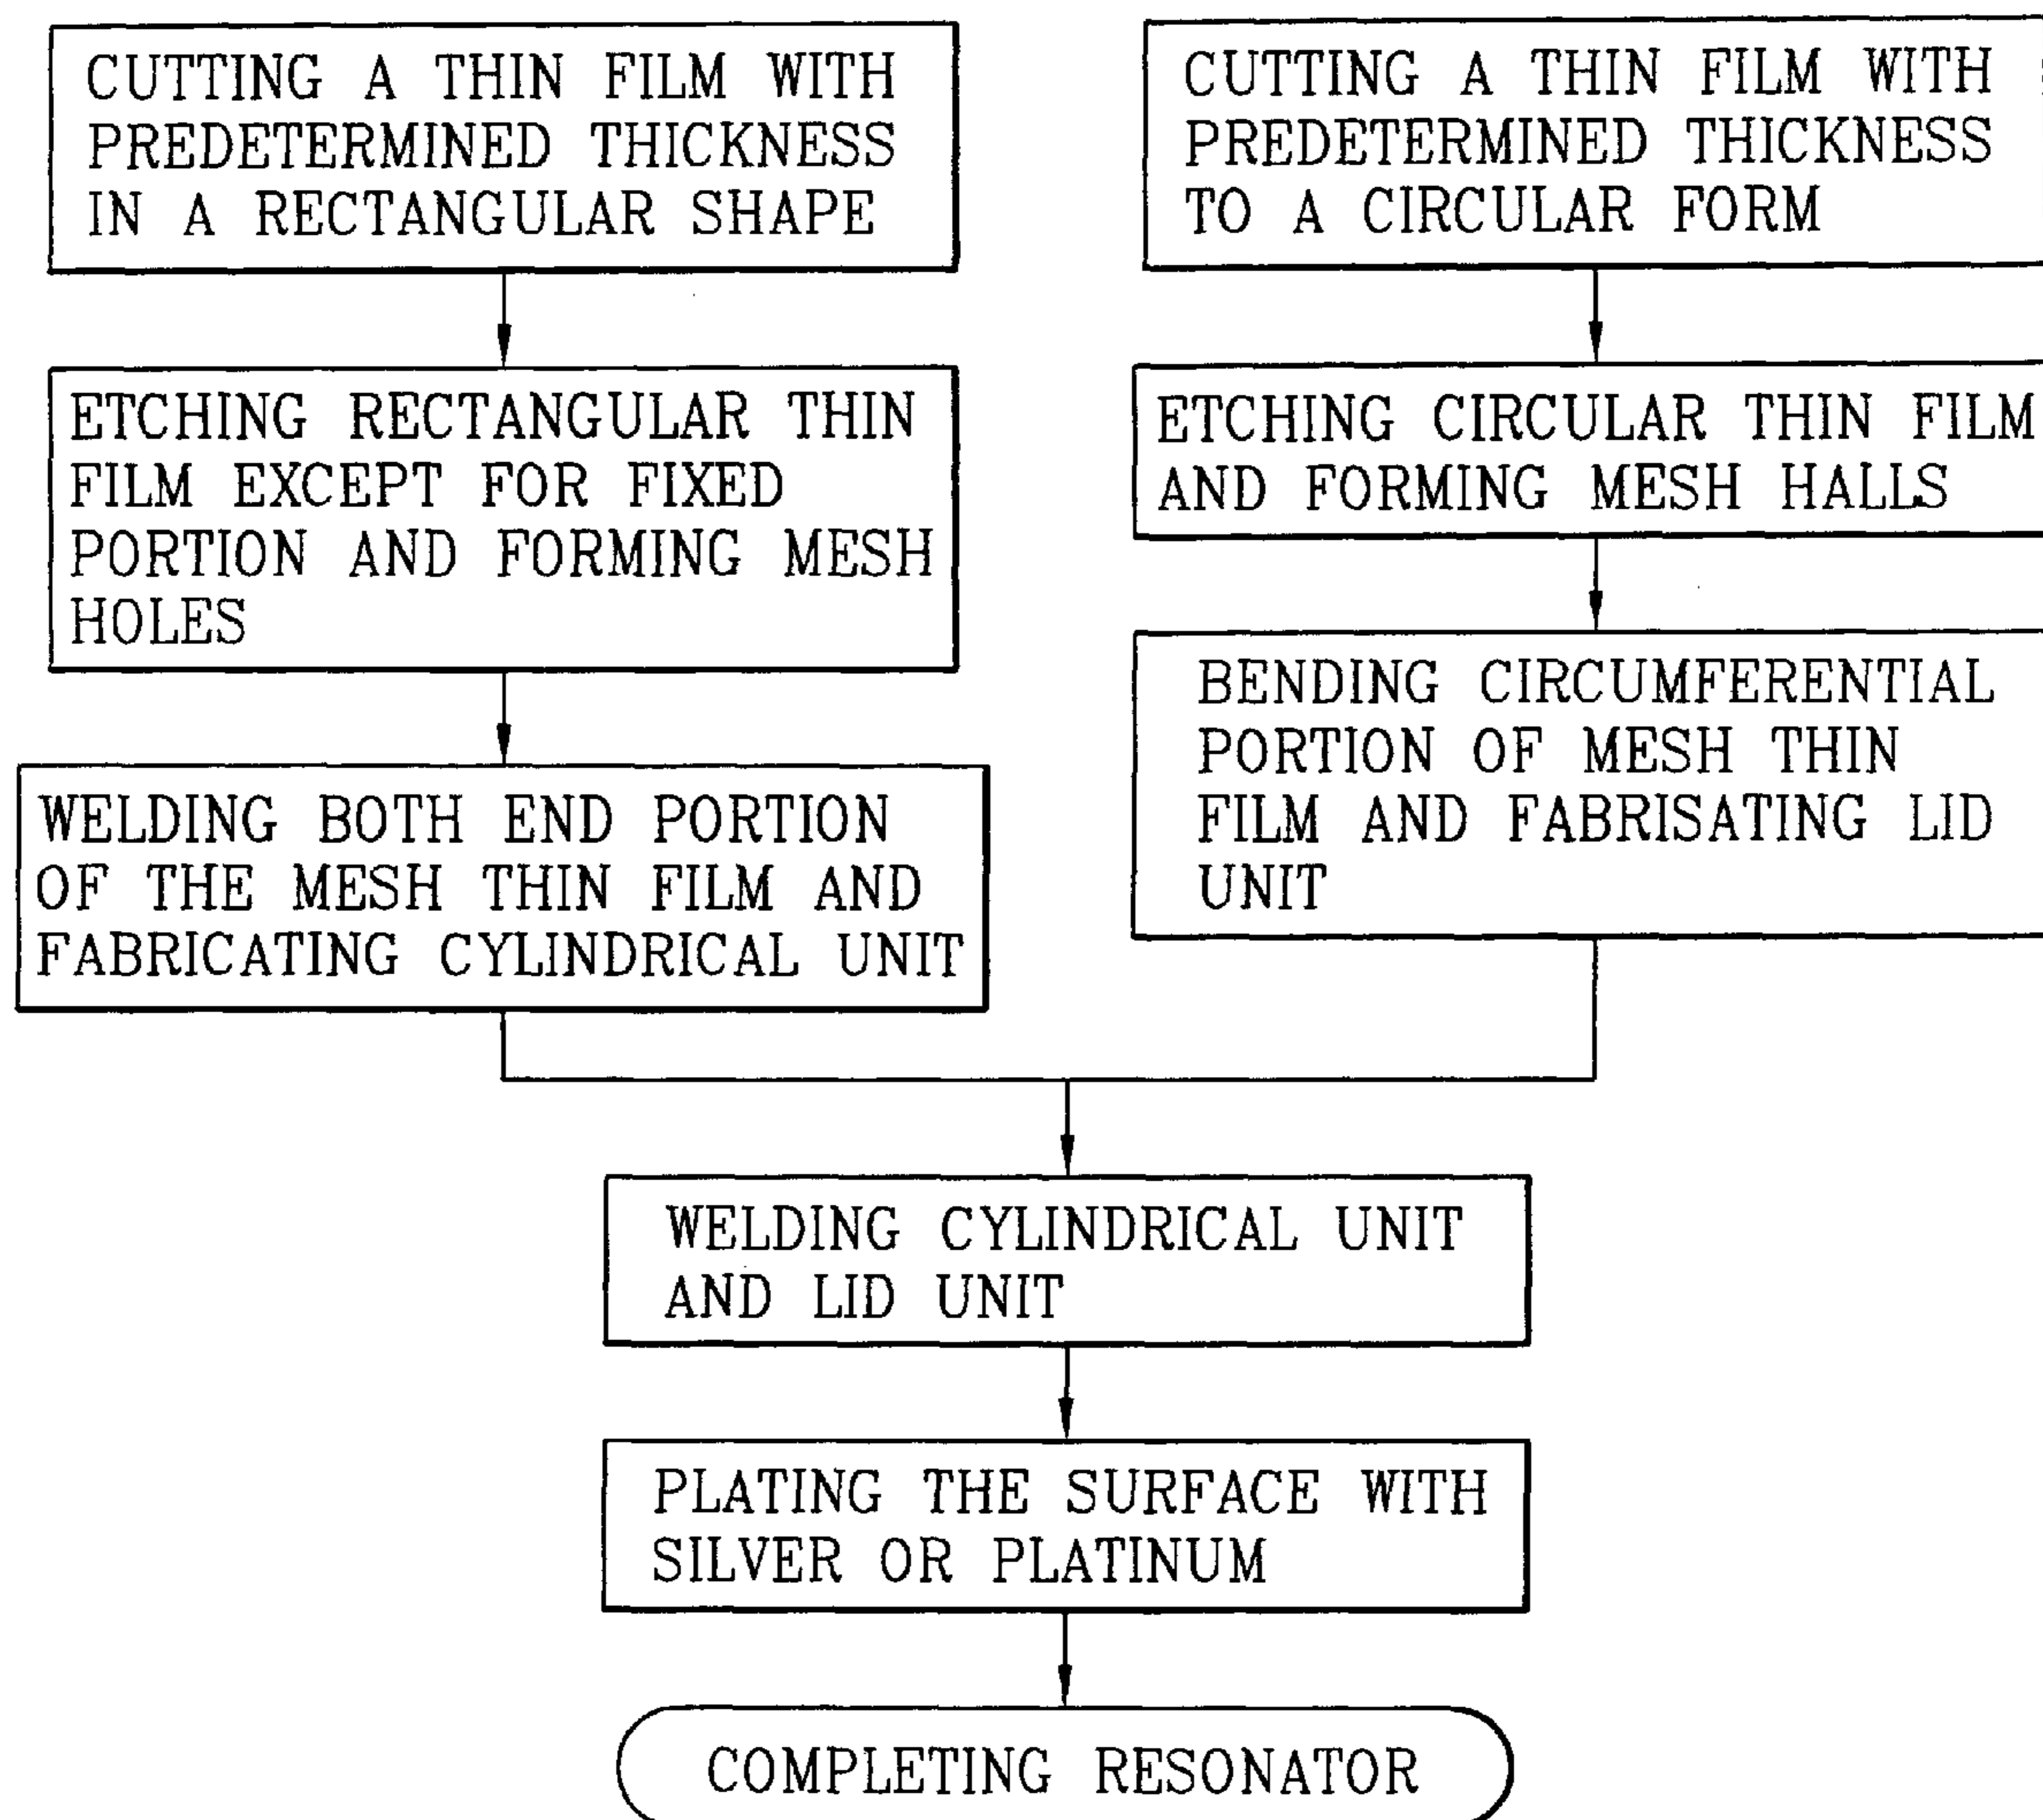 CUTTING A THIN FILM WITH
PREDETERMINED THICKNESS
IN A RECTANGULAR SHAPE
ETCHING RECTANGULAR THIN
FILM EXCEPT FOR FIXED
PORTION AND FORMING MESH
HOLES
WELDING BOTH END PORTION
OF THE MESH THIN FILM AND
FABRICATING CYLINDRICAL UNIT
CUTTING A THIN FILM WITH
PREDETERMINED THICKNESS
TO A CIRCULAR FORM
ETCHING CIRCULAR THIN FILM
AND FORMING MESH HALLS
BENDING CIRCUMFERENTIAL
PORTION OF MESH THIN
FILM AND FABRISATING LID
UNIT
WELDING CYLINDRICAL UNIT
AND LID UNIT
PLATING THE SURFACE WITH
SILVER OR PLATINUM
COMPLETING RESONATOR